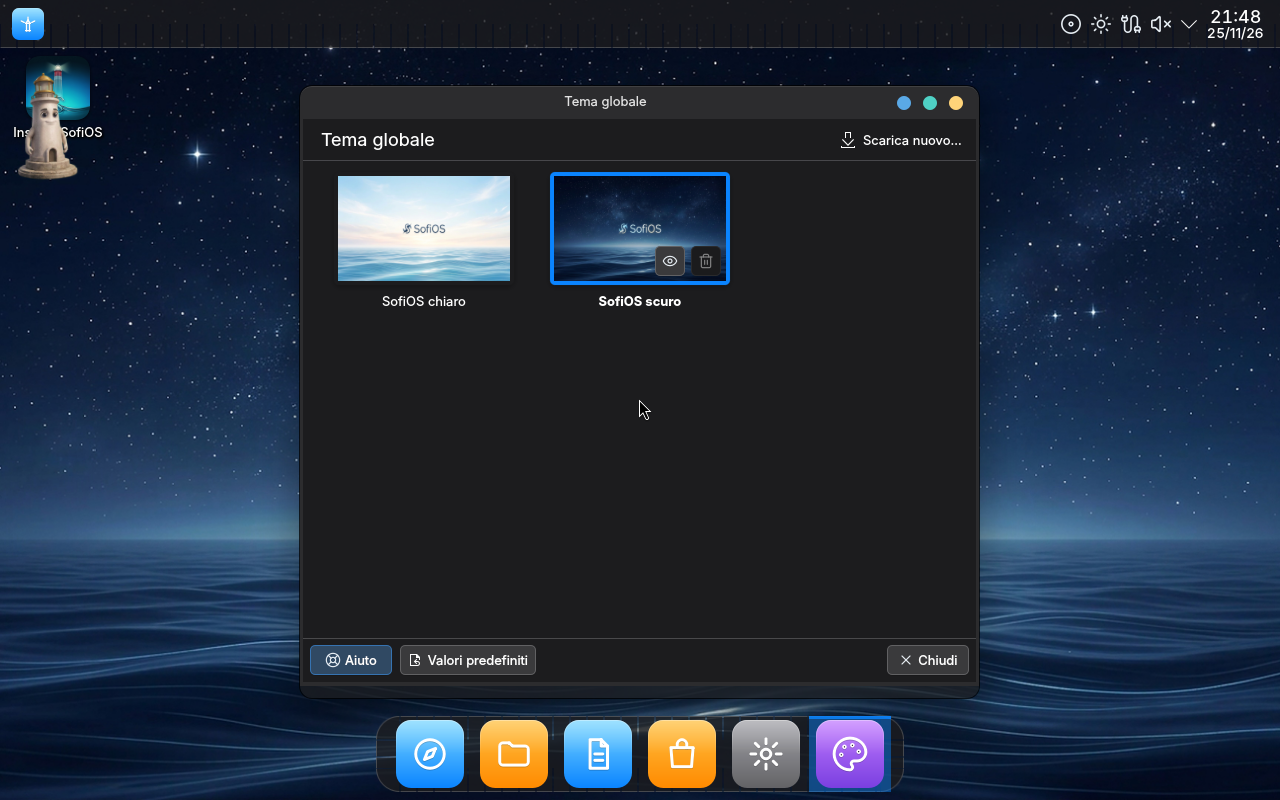 21:48
25/11/26
SofiOS
Tema globale
Tema globale
Scarica nuovo...
SofiOS
SofiOS
SofiOS chiaro
SofiOS scuro
Aiuto
Valori predefiniti
Chiudi